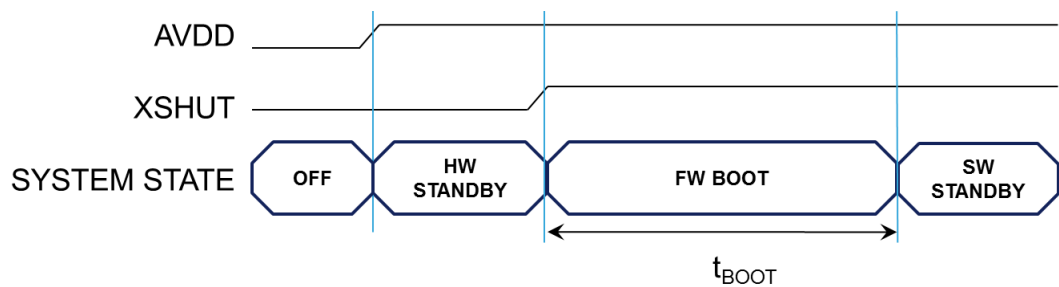 AVDD
XSHUT
SYSTEM STATE
OFF
HW
STANDBY
FW BOOT
SW
STANDBY
tBOOT